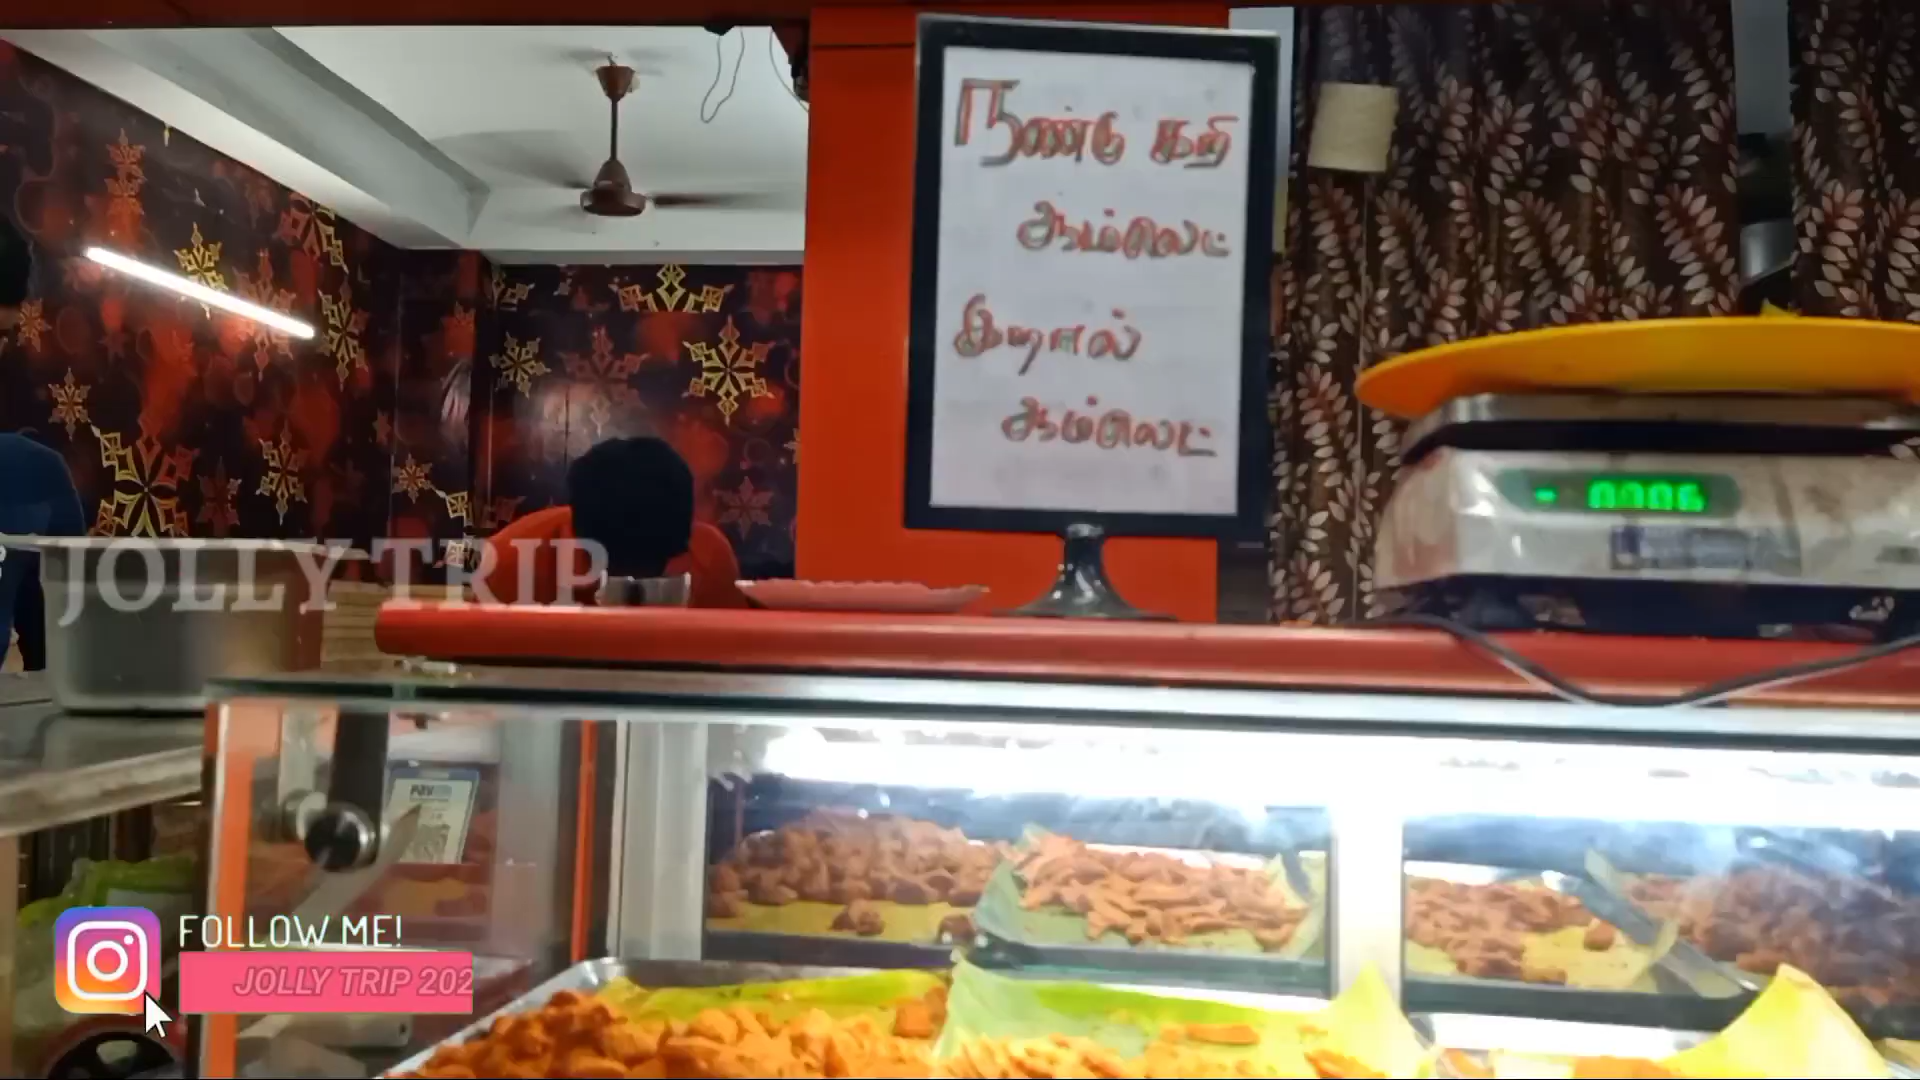 நண்டு கறி
ஆம்லெட்
இறால்
ஆம்லெட்
JOLLY TRIP
FOLLOW ME!
JOLLY TRIP 202